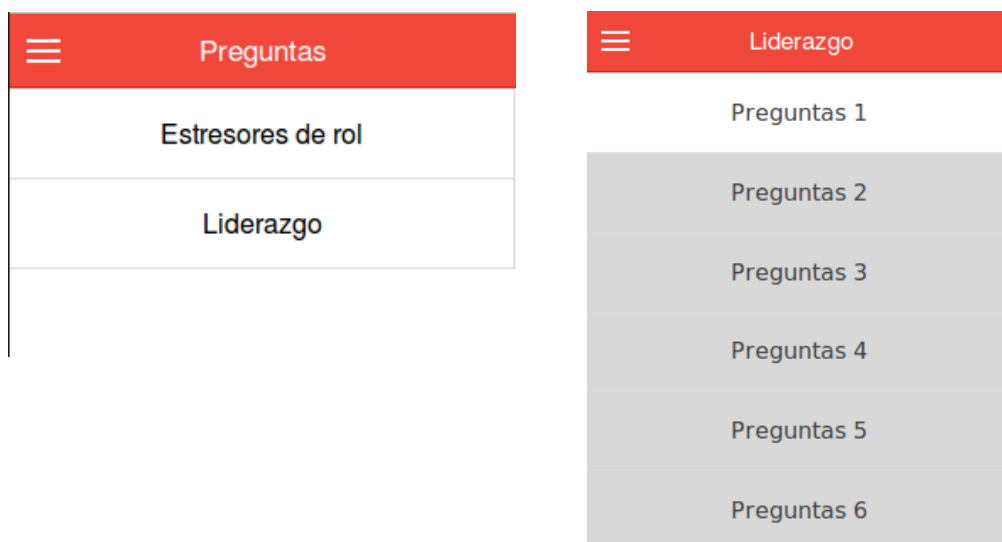 Preguntas
Estresores de rol
Liderazgo
Liderazgo
Preguntas 1
Preguntas 2
Preguntas 3
Preguntas 4
Preguntas 5
Preguntas 6